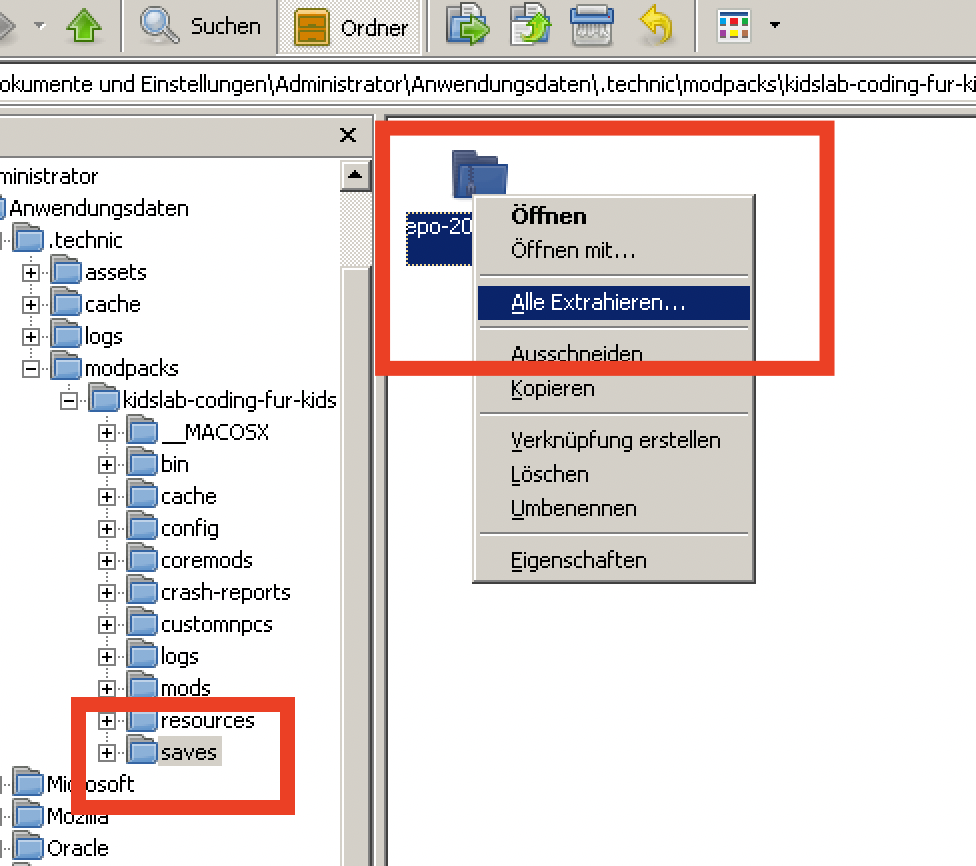 Suchen
Ordner
okumente und Einstellungen\Administrator\Anwendungsdaten\.technic\modpacks\kidslab-coding-fur-ki
ministrator
Anwendungsdaten
.technic
assets
cache
logs
modpacks
kidslab-coding-fur-kids
__MACOSX
bin
cache
config
coremods
crash-reports
customnpcs
logs
mods
resources
saves
Microsoft
Mozilla
Oracle
epo-20
Öffnen
Öffnen mit...
Alle Extrahieren...
Ausschneiden
Kopieren
Verknüpfung erstellen
Löschen
Umbenennen
Eigenschaften